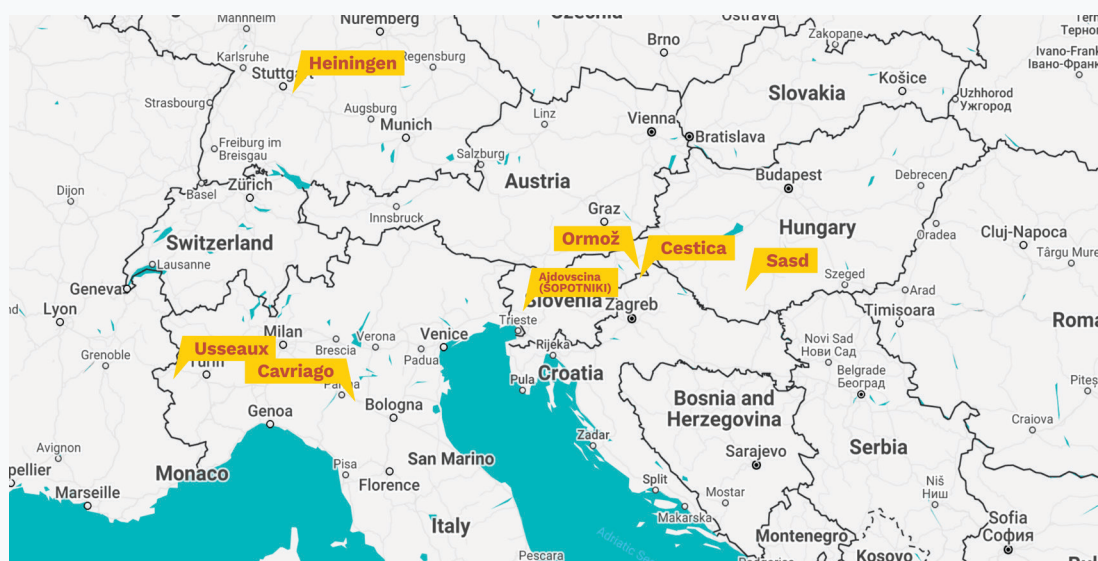 Mannheim
Nuremberg
Czechia
Ostrava
Brno
Zakopane
Karlsruhe
Heiningen
Regensburg
Ivano-Frank
Івано-Франк
Stuttgart
Košice
Slovakia
Uzhhorod
Ужгород
Strasbourg
Augsburg
Linz
Vienna
Munich
Bratislava
Freiburg im
Breisgau
Salzburg
Budapest
Debrecen
Dijon
Basel
Zürich
Austria
Innsbruck
Graz
Hungary
Oradea
Cluj-Napoca
Târgu Mure
Switzerland
Ormož
Cestica
Sasd
Lausanne
Geneva
Ajdovscina
(ŠOPOTNIKI)
Szeged
Arad
Slovenia
Zagreb
Lyon
Timișoara
Trieste
Roma
Milan
Verona
Venice
Usseaux
Brescia
Padua
Rijeka
Novi Sad
Нови Сад
Grenoble
Turin
Cavriago
Croatia
Belgrade
Београд
Parma
Pula
Piteș
Bosnia and
Herzegovina
Genoa
Bologna
Craiova
Zadar
Serbia
Avignon
Sarajevo
pellier
Monaco
Pisa
San Marino
Florence
Split
Niš
Ниш
Marseille
Mostar
Makarska
Italy
Sofia
София
Adriatic Se
Montenegro
Pescara
Kosovo